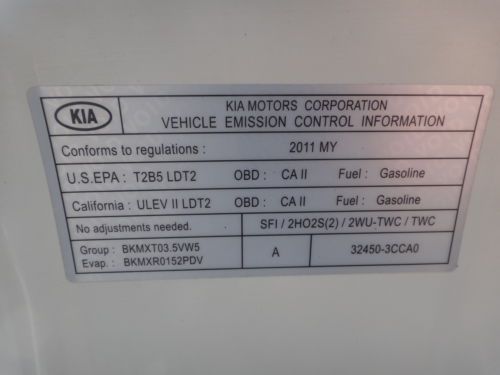 KIA
KIA MOTORS CORPORATION
VEHICLE EMISSION CONTROL INFORMATION
Conforms to regulations : 2011 MY
U.S.EPA : T2B5 LDT2 OBD : CA II Fuel : Gasoline
California : ULEV II LDT2 OBD : CA II Fuel : Gasoline
No adjustments needed. SFI / 2HO2S(2) / 2WU-TWC / TWC
Group : BKMXT03.5VW5
Evap. : BKMXR0152PDV
A
32450-3CCA0